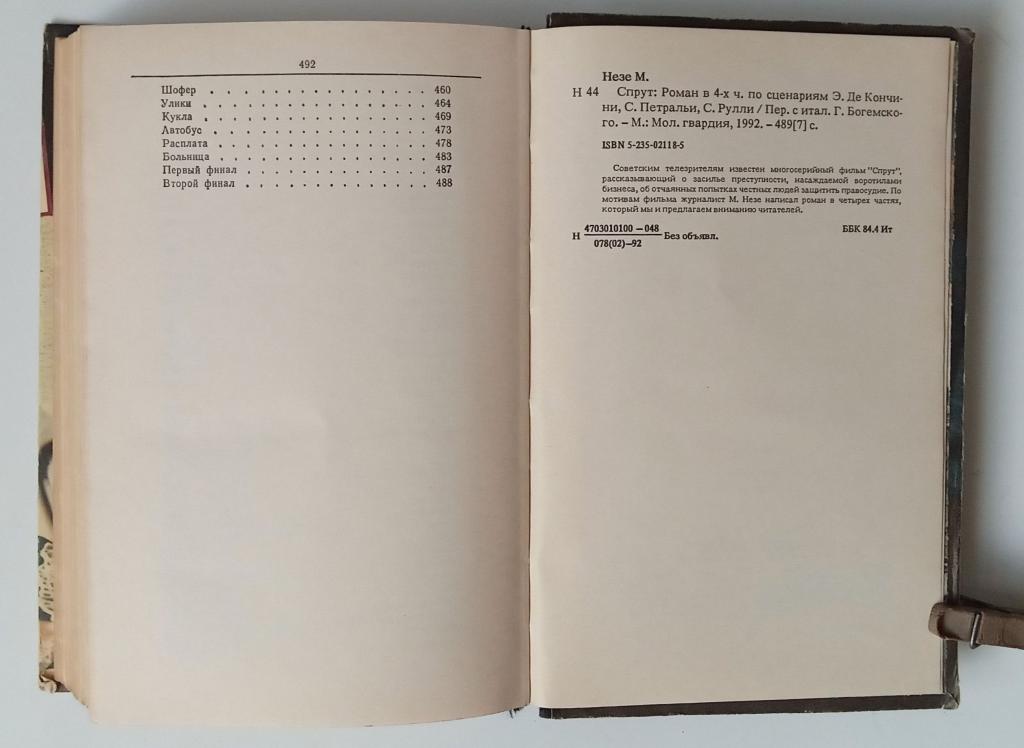 492
Шофер . . . . . . . . . . . . . . . . 460
Улики . . . . . . . . . . . . . . . . 464
Кукла . . . . . . . . . . . . . . . . 469
Автобус . . . . . . . . . . . . . . . 473
Расплата . . . . . . . . . . . . . . 478
Больница . . . . . . . . . . . . . . 483
Первый финал . . . . . . . . . . . . 487
Второй финал . . . . . . . . . . . . 488
Незе М.
Н 44 Спрут: Роман в 4-х ч. по сценариям Э. Де Кончи-
ни, С. Петральи, С. Рулли / Пер. с итал. Г. Богемско-
го. – М.: Мол. гвардия, 1992. – 489[7] с.
ISBN 5-235-02118-5
Советским телезрителям известен многосерийный фильм "Спрут",
рассказывающий о засилье преступности, насаждаемой воротилами
бизнеса, об отчаянных попытках честных людей защитить правосудие. По
мотивам фильма журналист М. Незе написал роман в четырех частях,
который мы и предлагаем вниманию читателей.
Н 4703010100 – 048
078(02)–92 Без объявл. ББК 84.4 Ит